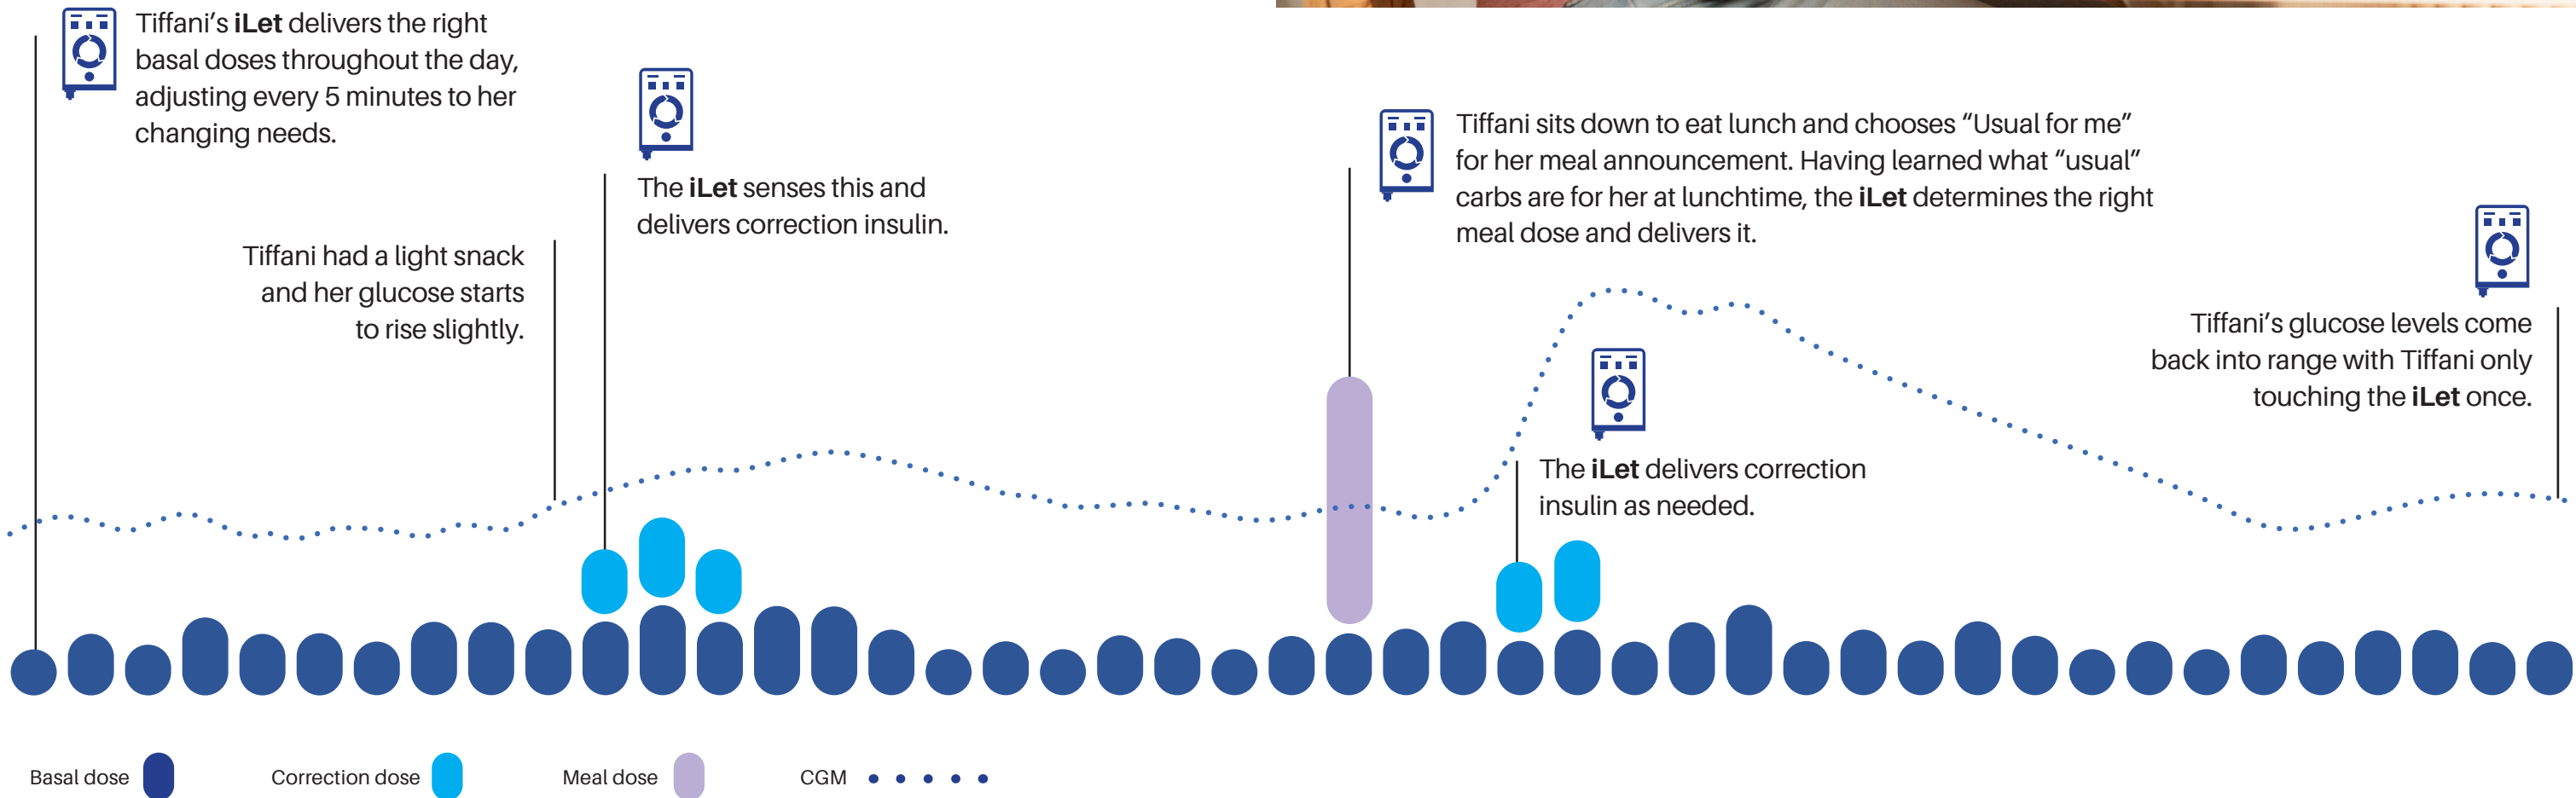 Tiffani’s iLet delivers the right
basal doses throughout the day,
adjusting every 5 minutes to her
changing needs.
Tiffani had a light snack
and her glucose starts
to rise slightly.
The iLet senses this and
delivers correction insulin.
Tiffani sits down to eat lunch and chooses “Usual for me”
for her meal announcement. Having learned what “usual”
carbs are for her at lunchtime, the iLet determines the right
meal dose and delivers it.
The iLet delivers correction
insulin as needed.
Tiffani’s glucose levels come
back into range with Tiffani only
touching the iLet once.
Basal dose
Correction dose
Meal dose
CGM